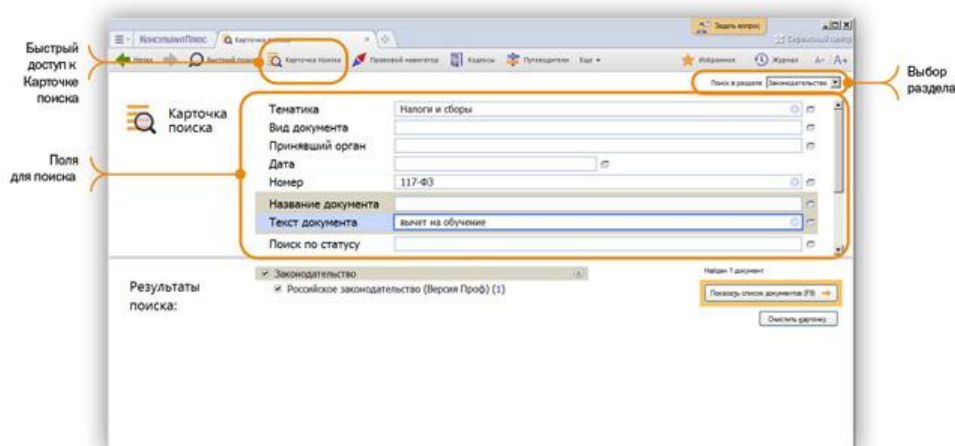 Задать вопрос
КонсультантПлюс
Карточка поиска
Сервисный центр
Быстрый
доступ к
Карточке
поиска
Назад
Быстрый поиск
Карточка поиска
Правовой навигатор
Кодексы
Путеводители
Еще
Избранное
Журнал
A- A+
Поиск в разделе Законодательство
Выбор
раздела
Карточка
поиска
Тематика
Налоги и сборы
Вид документа
Принявший орган
Поля
для поиска
Дата
Номер
117-ФЗ
Название документа
Текст документа
вычет на обучение
Поиск по статусу
Результаты
поиска:
Законодательство
Российское законодательство (Версия Проф) (1)
Найден 1 документ
Показать список документов (F9)
Очистить карточку